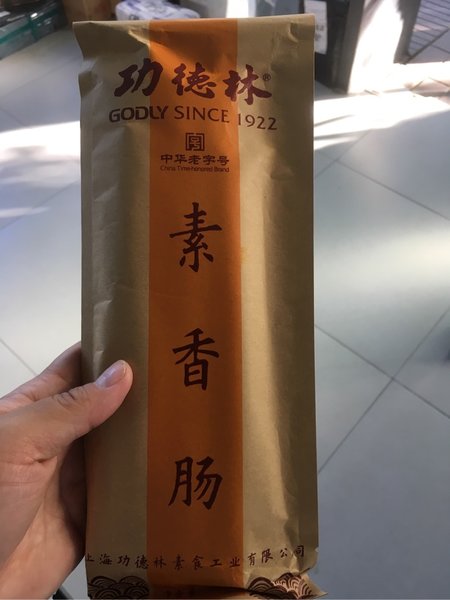 功德林®
GODLY SINCE 1922
中华老字号
China Time-honored Brand
素
香
肠
上海功德林素食工业有限公司